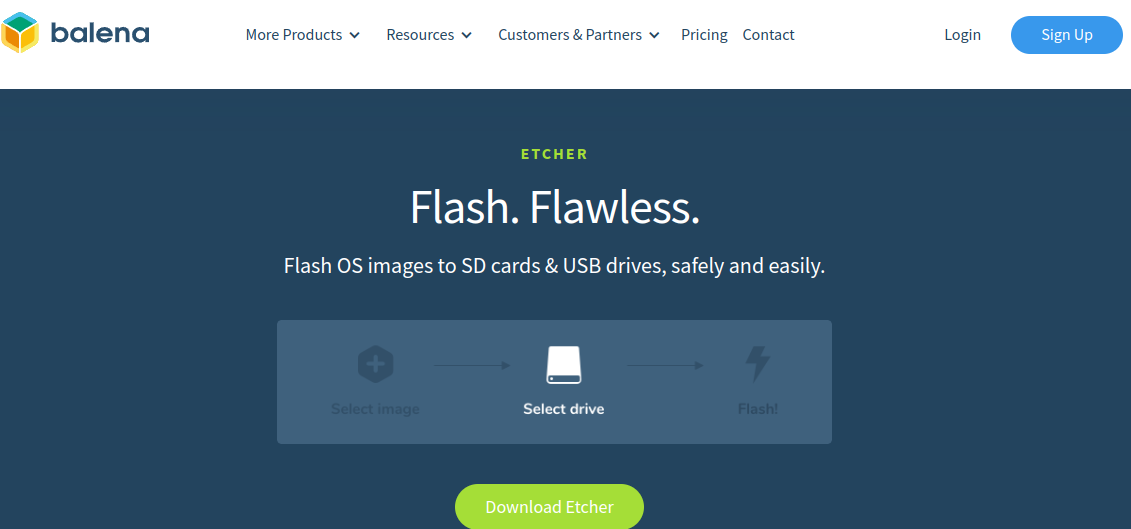 balena More Products Resources Customers & Partners Pricing Contact Login Sign Up
ETCHER
Flash. Flawless.
Flash OS images to SD cards & USB drives, safely and easily.
Select image Select drive Flash!
Download Etcher